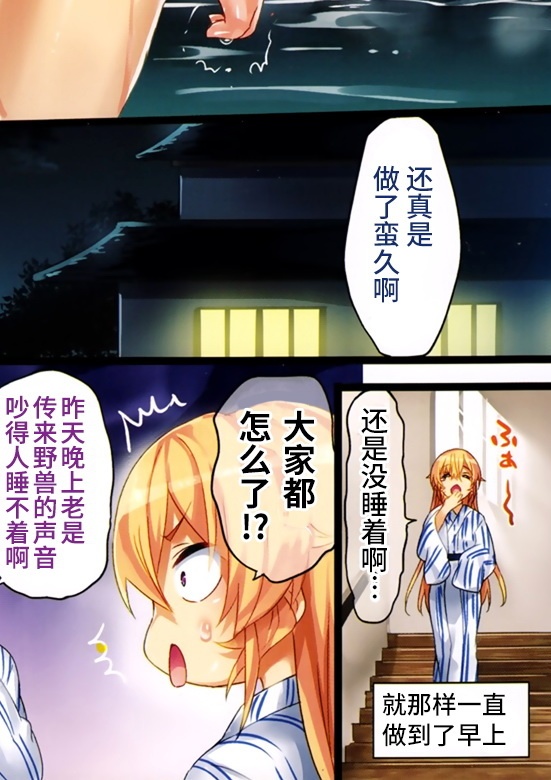 还真是
做了蛮久啊
还是没睡着啊…
ふぁ〜
就那样一直
做到了早上
大家都
怎么了!?
昨天晚上老是
传来野兽的声音
吵得人睡不着啊